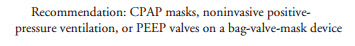 Recommendation: CPAP masks, noninvasive positive-
pressure ventilation, or PEEP valves on a bag-valve-mask device